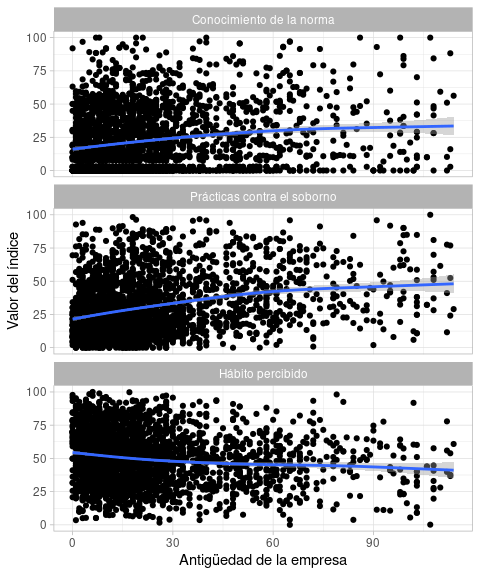 Conocimiento de la norma
100
75
50
25
0
Prácticas contra el soborno
100
75
50
25
0
Hábito percibido
100
75
50
25
0
0 30 60 90
Antigüedad de la empresa
Valor del índice